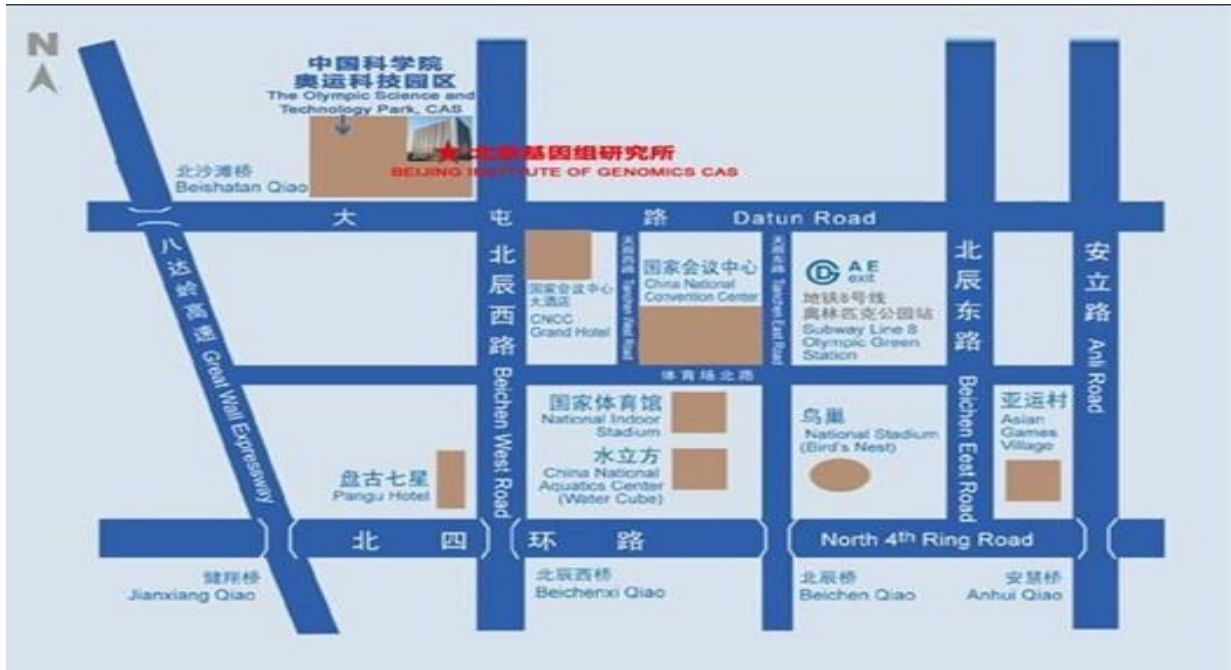 N
中国科学院
奥运科技园区
The Olympic Science and
Technology Park, CAS
北京基因组研究所
BEIJING INSTITUTE OF GENOMICS CAS
北沙滩桥
Beishatan Qiao
大屯路 Datun Road
八达岭高速 Great Wall Expressway
北辰西路 Beichen West Road
国家会议中心
大酒店
CNCC
Grand Hotel
天辰西路 Tianchen West Road
国家会议中心
China National
Convention Center
天辰东路 Tianchen East Road
A E
exit
地铁8号线
奥林匹克公园站
Subway Line 8
Olympic Green
Station
北辰东路 Beichen Eest Road
安立路 Anli Road
体育场北路
国家体育馆
National Indoor
Stadium
水立方
China National
Aquatics Center
(Water Cube)
鸟巢
National Stadium
(Bird's Nest)
亚运村
Asian
Games
Village
盘古七星
Pangu Hotel
北四环路 North 4th Ring Road
健翔桥
Jianxiang Qiao
北辰西桥
Beichenxi Qiao
北辰桥
Beichen Qiao
安慧桥
Anhui Qiao